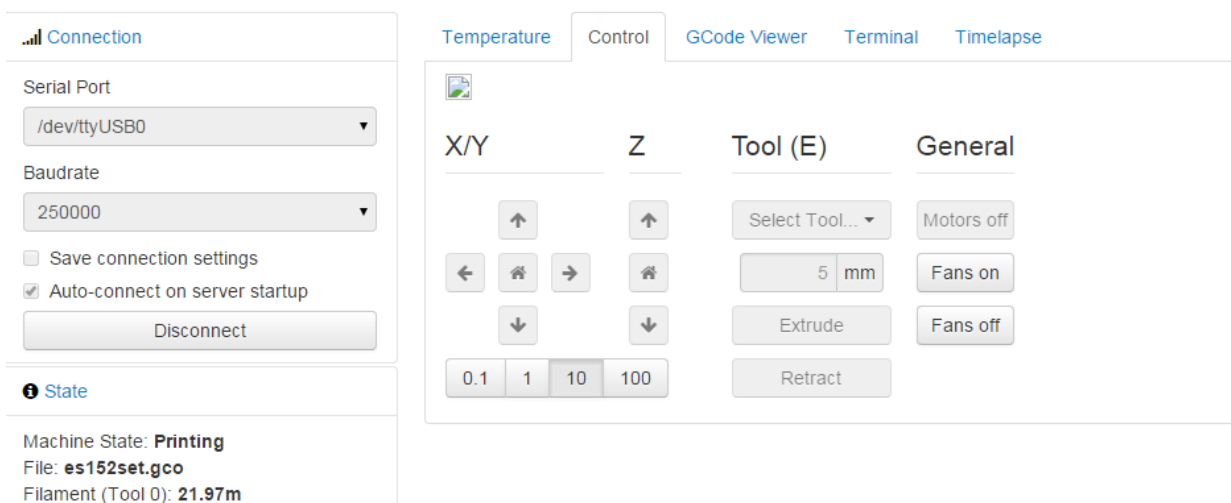 Connection
Serial Port
/dev/ttyUSB0
Baudrate
250000
Save connection settings
Auto-connect on server startup
Disconnect
State
Machine State: Printing
File: es152set.gco
Filament (Tool 0): 21.97m
Temperature Control GCode Viewer Terminal Timelapse
X/Y Z Tool (E) General
Select Tool... Motors off
5 mm Fans on
Extrude Fans off
0.1 1 10 100 Retract